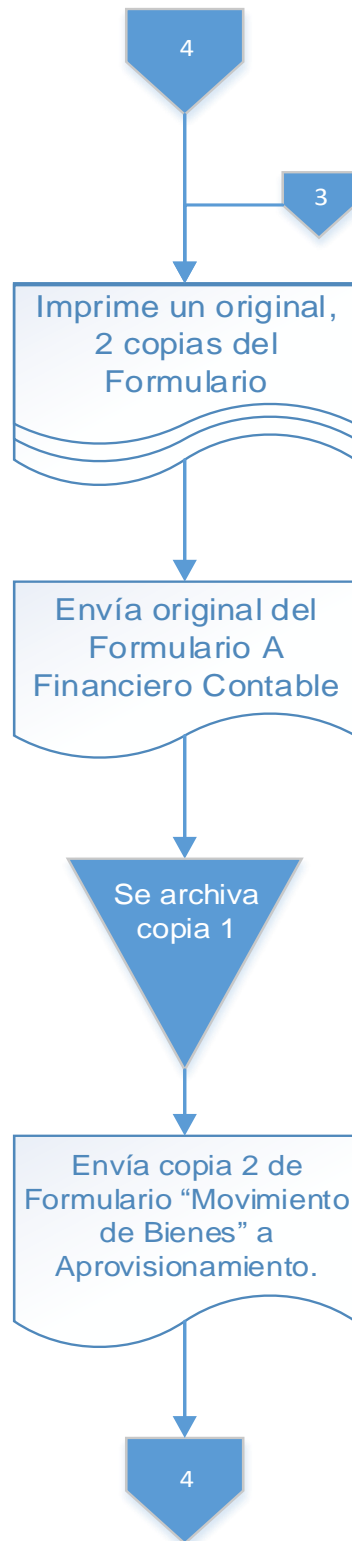 4
3
Imprime un original,
2 copias del
Formulario
Envía original del
Formulario A
Financiero Contable
Se archiva
copia 1
Envía copia 2 de
Formulario “Movimiento
de Bienes” a
Aprovisionamiento.
4